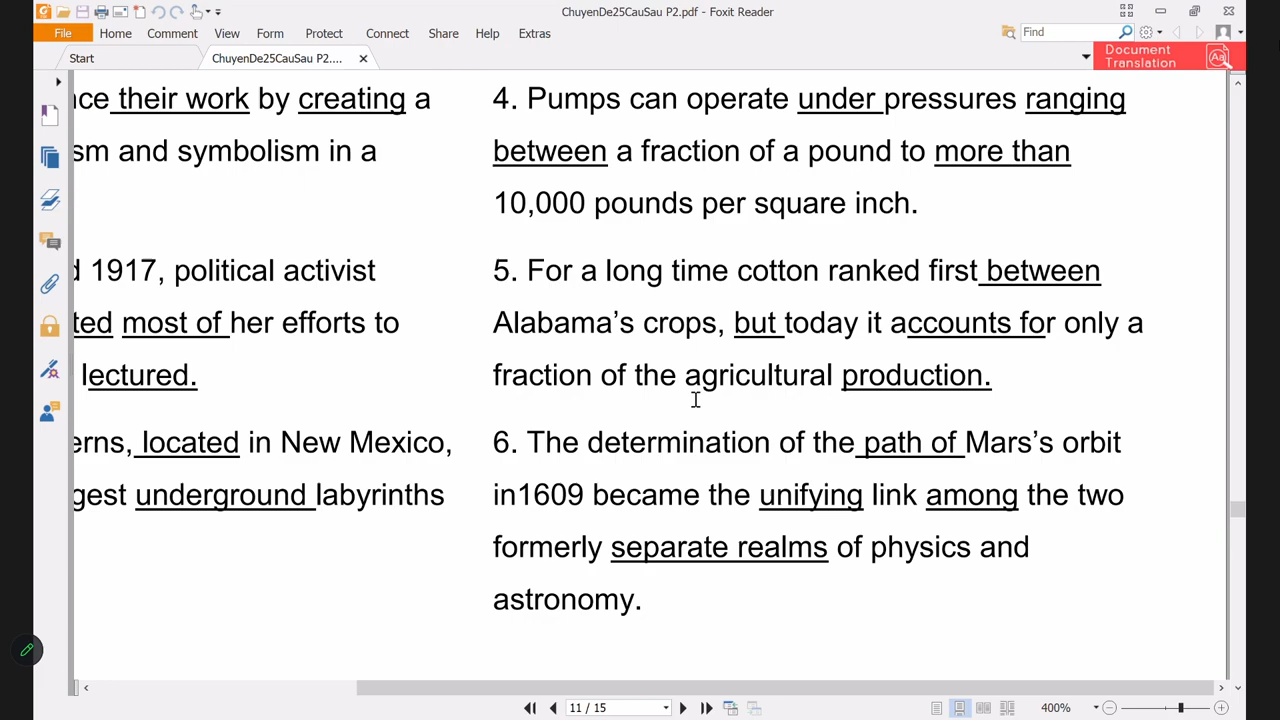 ChuyenDe25CauSau P2.pdf - Foxit Reader
File Home Comment View Form Protect Connect Share Help Extras
Find
Start
ChuyenDe25CauSau P2....
Document
Translation
nce their work by creating a
sm and symbolism in a
d 1917, political activist
ted most of her efforts to
lectured.
erns, located in New Mexico,
gest underground labyrinths
4. Pumps can operate under pressures ranging
between a fraction of a pound to more than
10,000 pounds per square inch.
5. For a long time cotton ranked first between
Alabama's crops, but today it accounts for only a
fraction of the agricultural production.
6. The determination of the path of Mars's orbit
in1609 became the unifying link among the two
formerly separate realms of physics and
astronomy.
11 / 15
400%